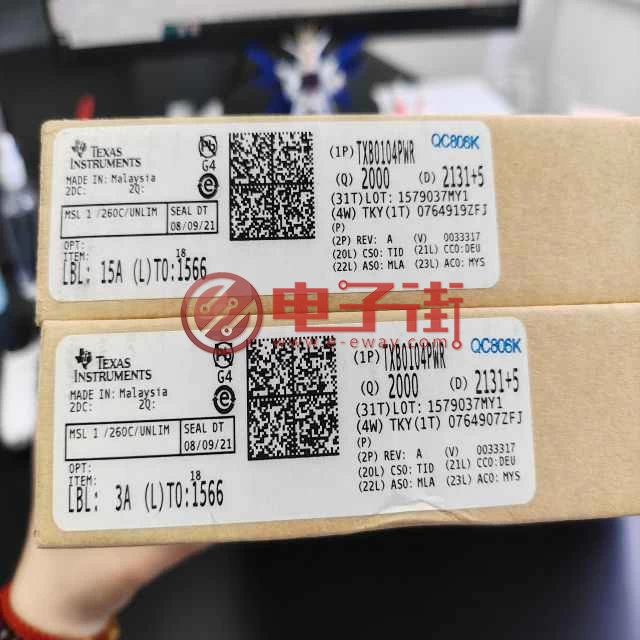 TEXAS
INSTRUMENTS
MADE IN: Malaysia
2DC: 2Q:
MSL 1 /260C/UNLIM
SEAL DT
08/09/21
OPT:
ITEM: 18
LBL: 15A (L)TO:1566
Pb
G4
e
(1P) TXB0104PWR
QC806K
(Q) 2000 (D) 2131+5
(31T)LOT: 1579037MY1
(4W) TKY(1T) 0764919ZFJ
(P)
(2P) REV: A (V) 0033317
(20L) CSO: TID (21L) CCO:DEU
(22L) ASO: MLA (23L) ACO: MYS
电子街
www.e-eway.com
TEXAS
INSTRUMENTS
MADE IN: Malaysia
2DC: 2Q:
MSL 1 /260C/UNLIM
SEAL DT
08/09/21
OPT:
ITEM: 18
LBL: 3A (L)TO:1566
G4
e
(1P) TXB0104PWR
QC806K
(Q) 2000 (D) 2131+5
(31T)LOT: 1579037MY1
(4W) TKY(1T) 0764907ZFJ
(P)
(2P) REV: A (V) 0033317
(20L) CSO: TID (21L) CCO:DEU
(22L) ASO: MLA (23L) ACO: MYS